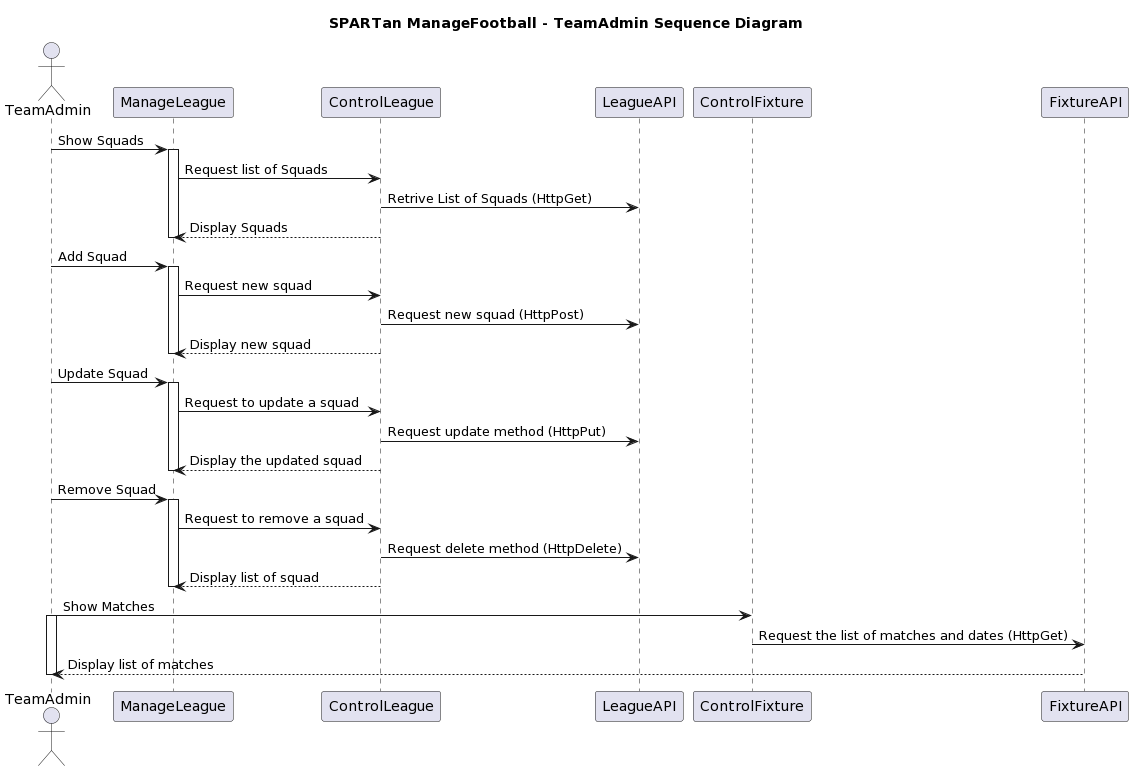 SPARTan ManageFootball - TeamAdmin Sequence Diagram
TeamAdmin
ManageLeague
ControlLeague
LeagueAPI
ControlFixture
FixtureAPI
Show Squads
Request list of Squads
Retrive List of Squads (HttpGet)
Display Squads
Add Squad
Request new squad
Request new squad (HttpPost)
Display new squad
Update Squad
Request to update a squad
Request update method (HttpPut)
Display the updated squad
Remove Squad
Request to remove a squad
Request delete method (HttpDelete)
Display list of squad
Show Matches
Request the list of matches and dates (HttpGet)
Display list of matches
TeamAdmin
ManageLeague
ControlLeague
LeagueAPI
ControlFixture
FixtureAPI